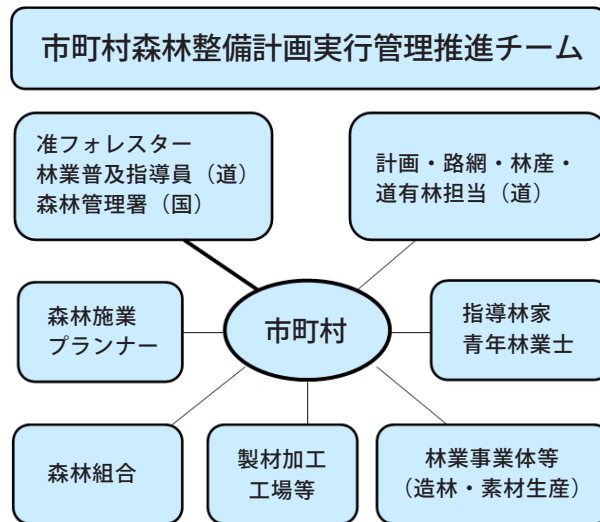 市町村森林整備計画実行管理推進チーム
准フォレスター
林業普及指導員（道）
森林管理署（国）
計画・路網・林産・
道有林担当（道）
森林施業
プランナー
市町村
指導林家
青年林業士
森林組合
製材加工
工場等
林業事業体等
（造林・素材生産）